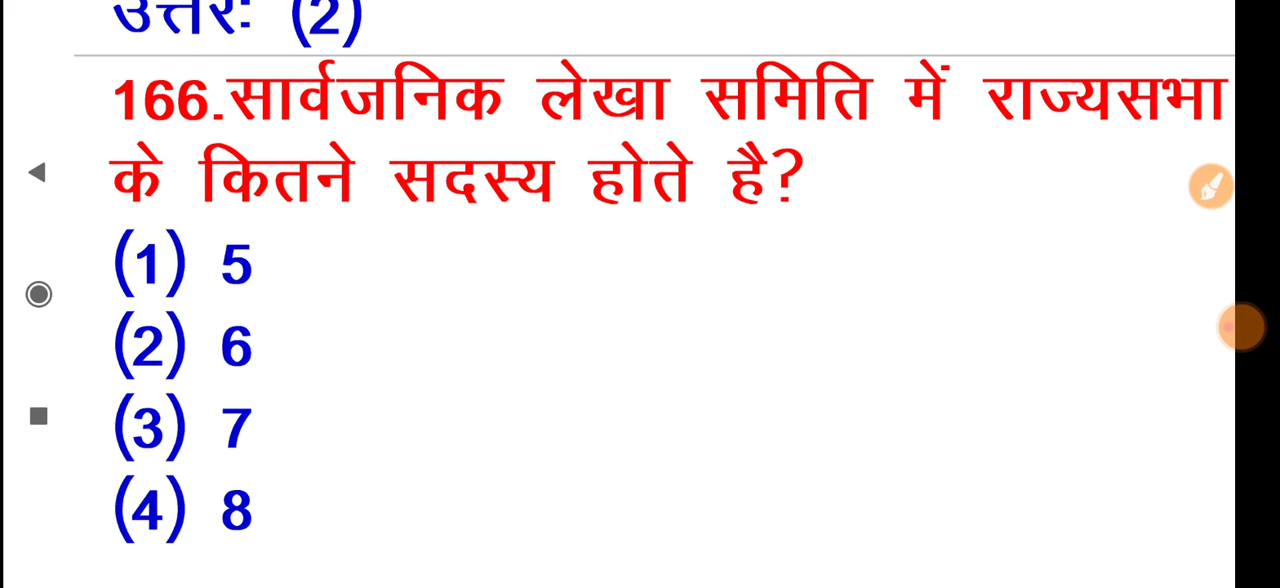 उत्तरः (2)
166.सार्वजनिक लेखा समिति में राज्यसभा
के कितने सदस्य होते है?
(1) 5
(2) 6
(3) 7
(4) 8